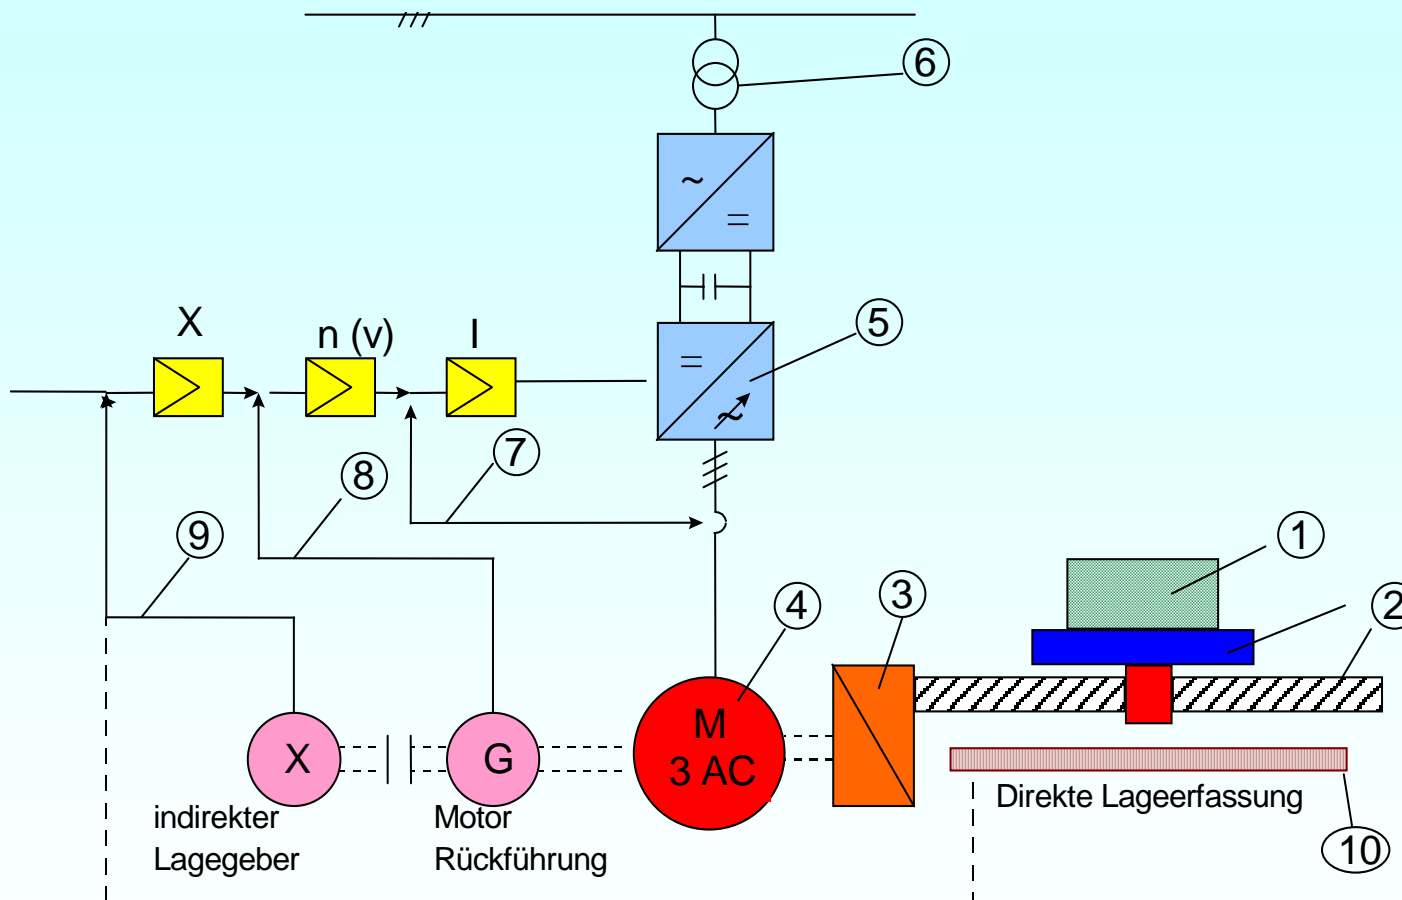 6
~
=
X
n (v)
I
=
~
5
7
8
9
1
4
3
2
M
3 AC
X
G
indirekter
Lagegeber
Motor
Rückführung
Direkte Lageerfassung
10